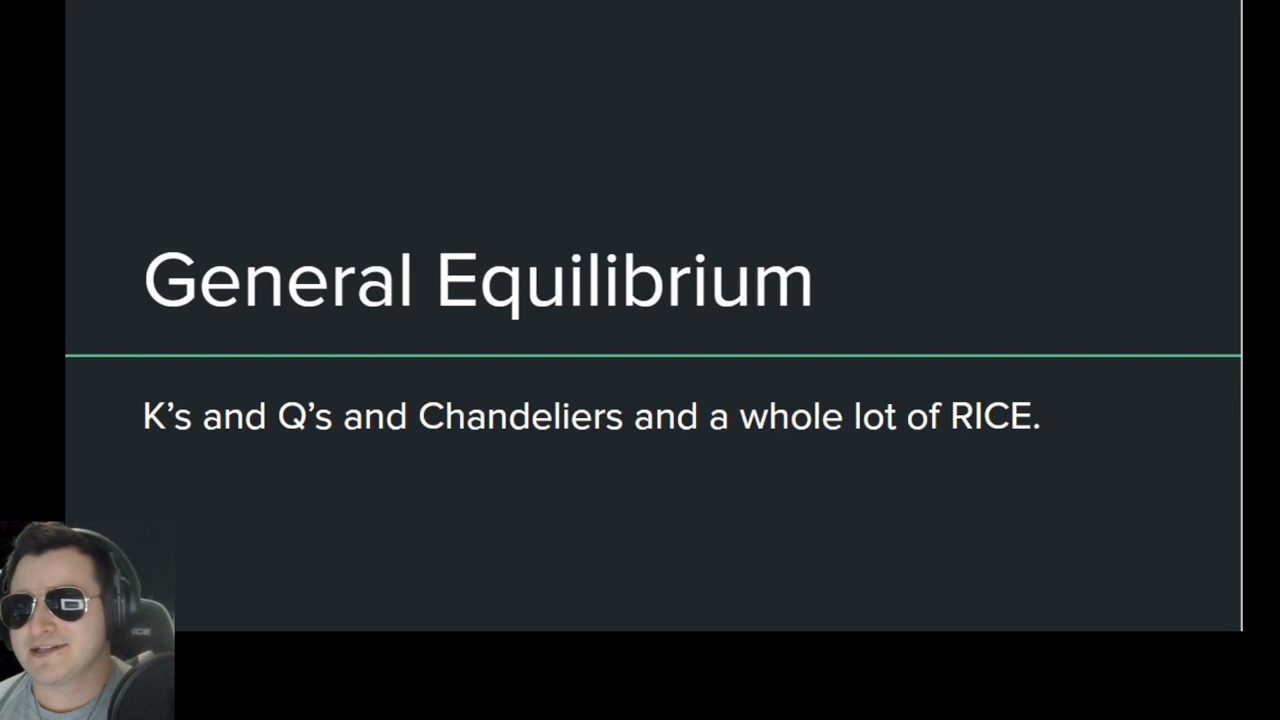 General Equilibrium
K’s and Q’s and Chandeliers and a whole lot of RICE.